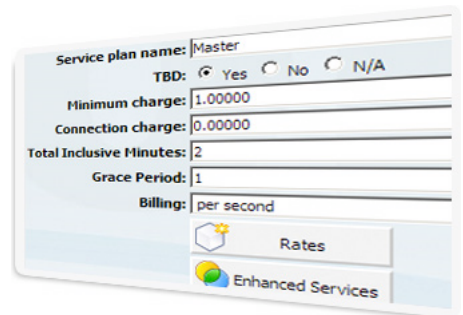 Service plan name: Master
TBD: Yes No N/A
Minimum charge: 1.00000
Connection charge: 0.00000
Total Inclusive Minutes: 2
Grace Period: 1
Billing: per second
Rates
Enhanced Services